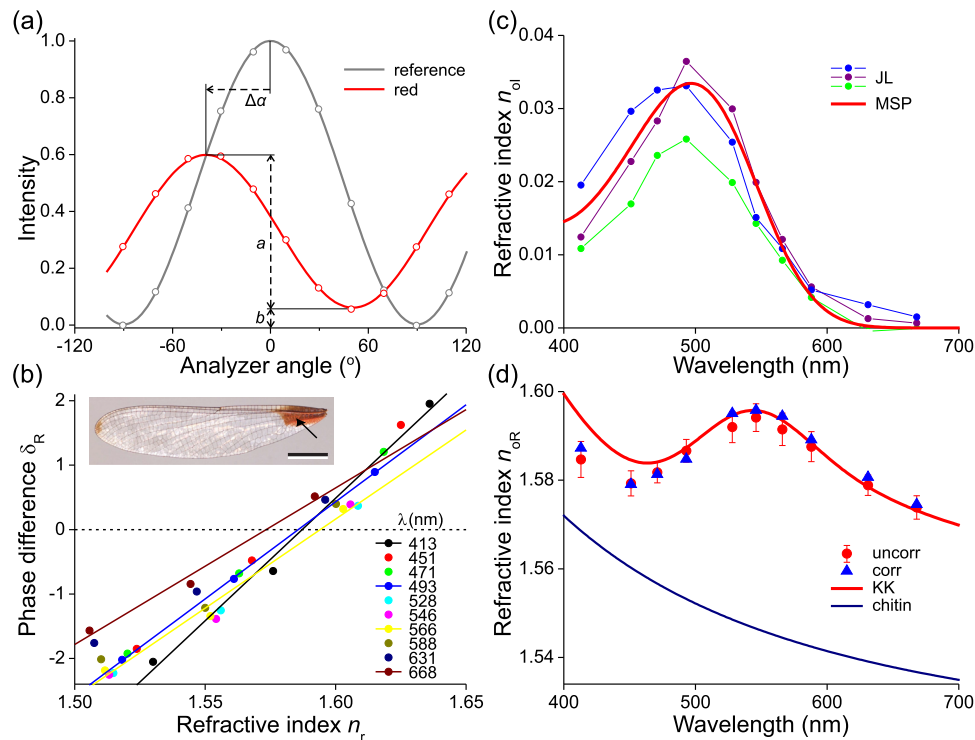 (a)
1.0
0.8
0.6
0.4
0.2
0.0
Intensity
Δα
a
b
reference
red
-120
-60
0
60
120
Analyzer angle (°)
(c)
0.04
0.03
0.02
0.01
0.00
Refractive index noI
JL
MSP
400
500
600
700
Wavelength (nm)
(b)
2
1
0
-1
-2
Phase difference δR
λ(nm)
413
451
471
493
528
546
566
588
631
668
1.50
1.55
1.60
1.65
Refractive index nr
(d)
1.60
1.58
1.56
1.54
Refractive index noR
uncorr
corr
KK
chitin
400
500
600
700
Wavelength (nm)